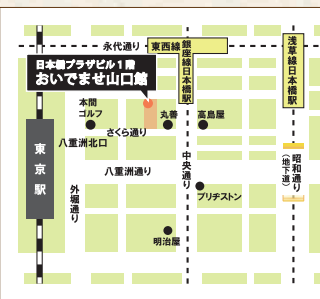 永代通り
東西線
銀座線日本橋駅
浅草線日本橋駅
日本橋プラザビル1階
おいでませ山口館
本間
ゴルフ
丸善
高島屋
さくら通り
八重洲北口
東京駅
八重洲通り
中央通り
昭和通り
(地下道)
外堀通り
ブリヂストン
明治屋